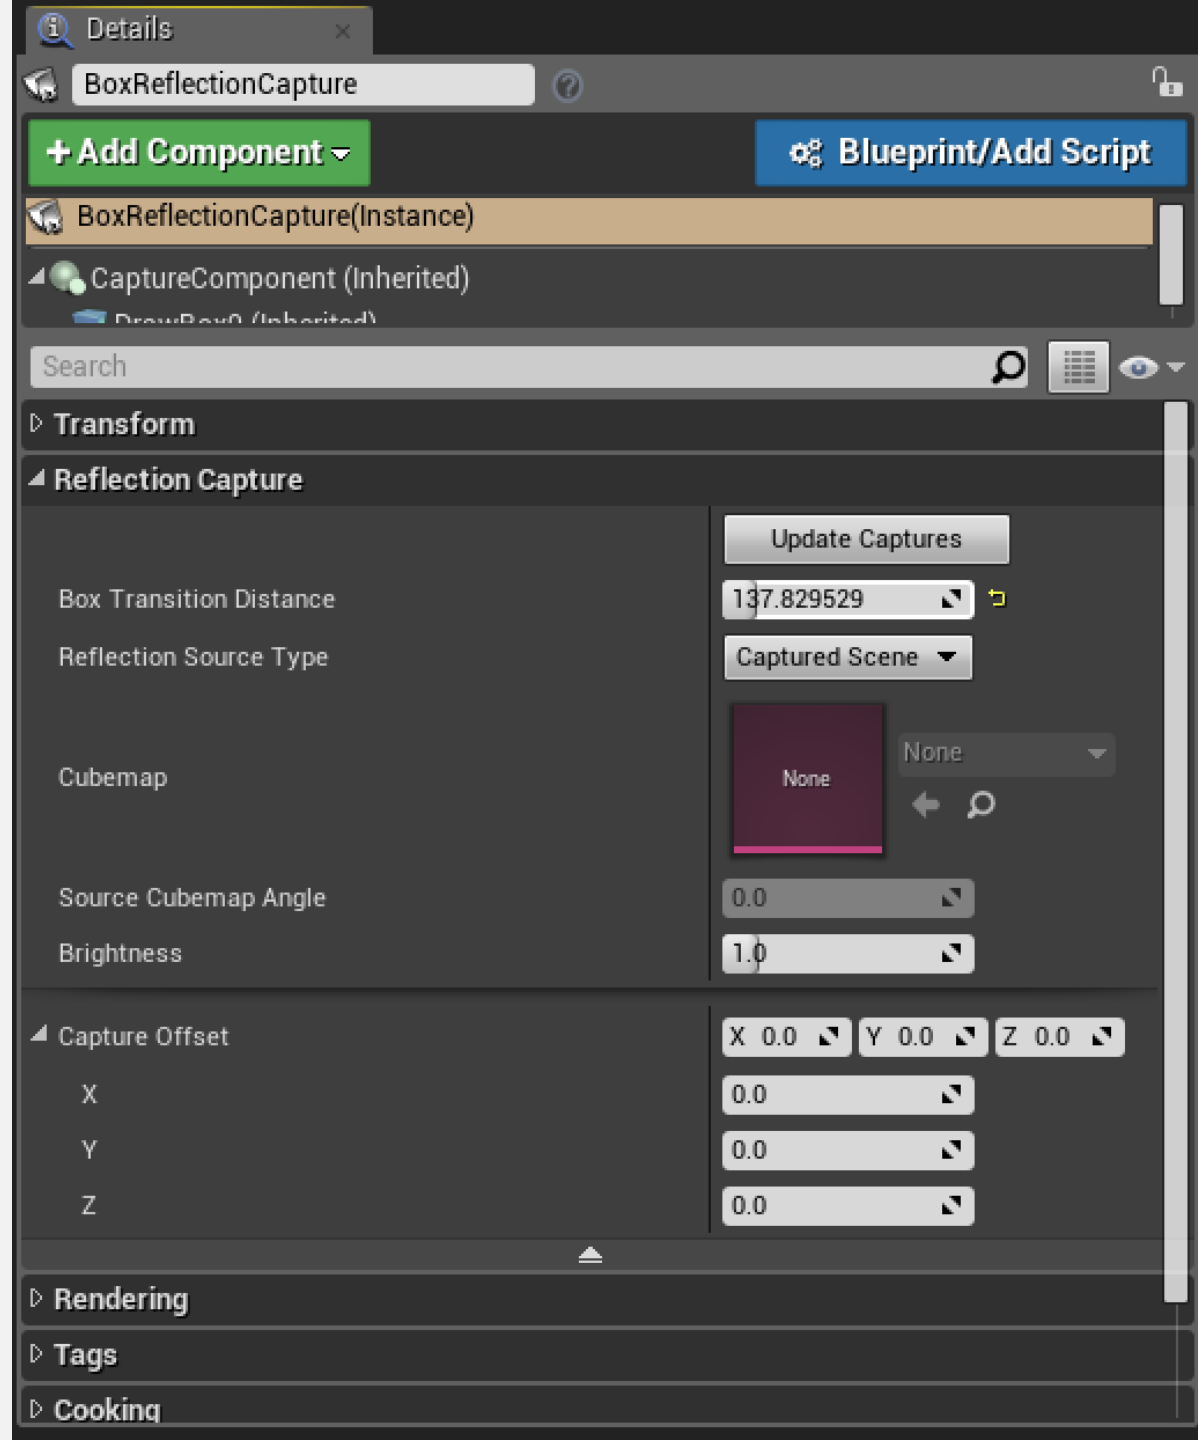 Details
BoxReflectionCapture
+Add Component
Blueprint/Add Script
BoxReflectionCapture(Instance)
CaptureComponent (Inherited)
DrawBox0 (Inherited)
Search
Transform
Reflection Capture
Update Captures
Box Transition Distance 137.829529
Reflection Source Type Captured Scene
Cubemap None None
Source Cubemap Angle 0.0
Brightness 1.0
Capture Offset X 0.0 Y 0.0 Z 0.0
X 0.0
Y 0.0
Z 0.0
Rendering
Tags
Cooking